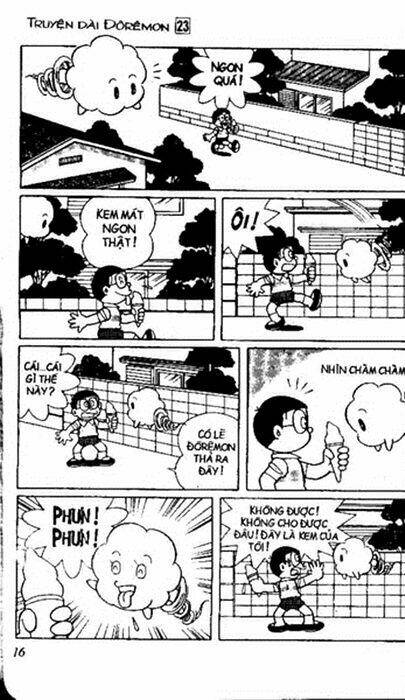 TRUYỆN DÀI ĐÔRÊMON 23
NGON
QUÁ!
KEM MÁT
NGON
THẬT!
ÔI!
CÁI...CÁI
GÌ THẾ
NÀY?
CÓ LẼ
ĐÔRÊMON
THẢ RA
ĐÂY!
NHÌN CHẰM CHẰM
PHUN!
PHUN!
KHÔNG ĐƯỢC!
KHÔNG CHO ĐƯỢC
ĐÂU! ĐÂY LÀ KEM CỦA
TÔI!
16